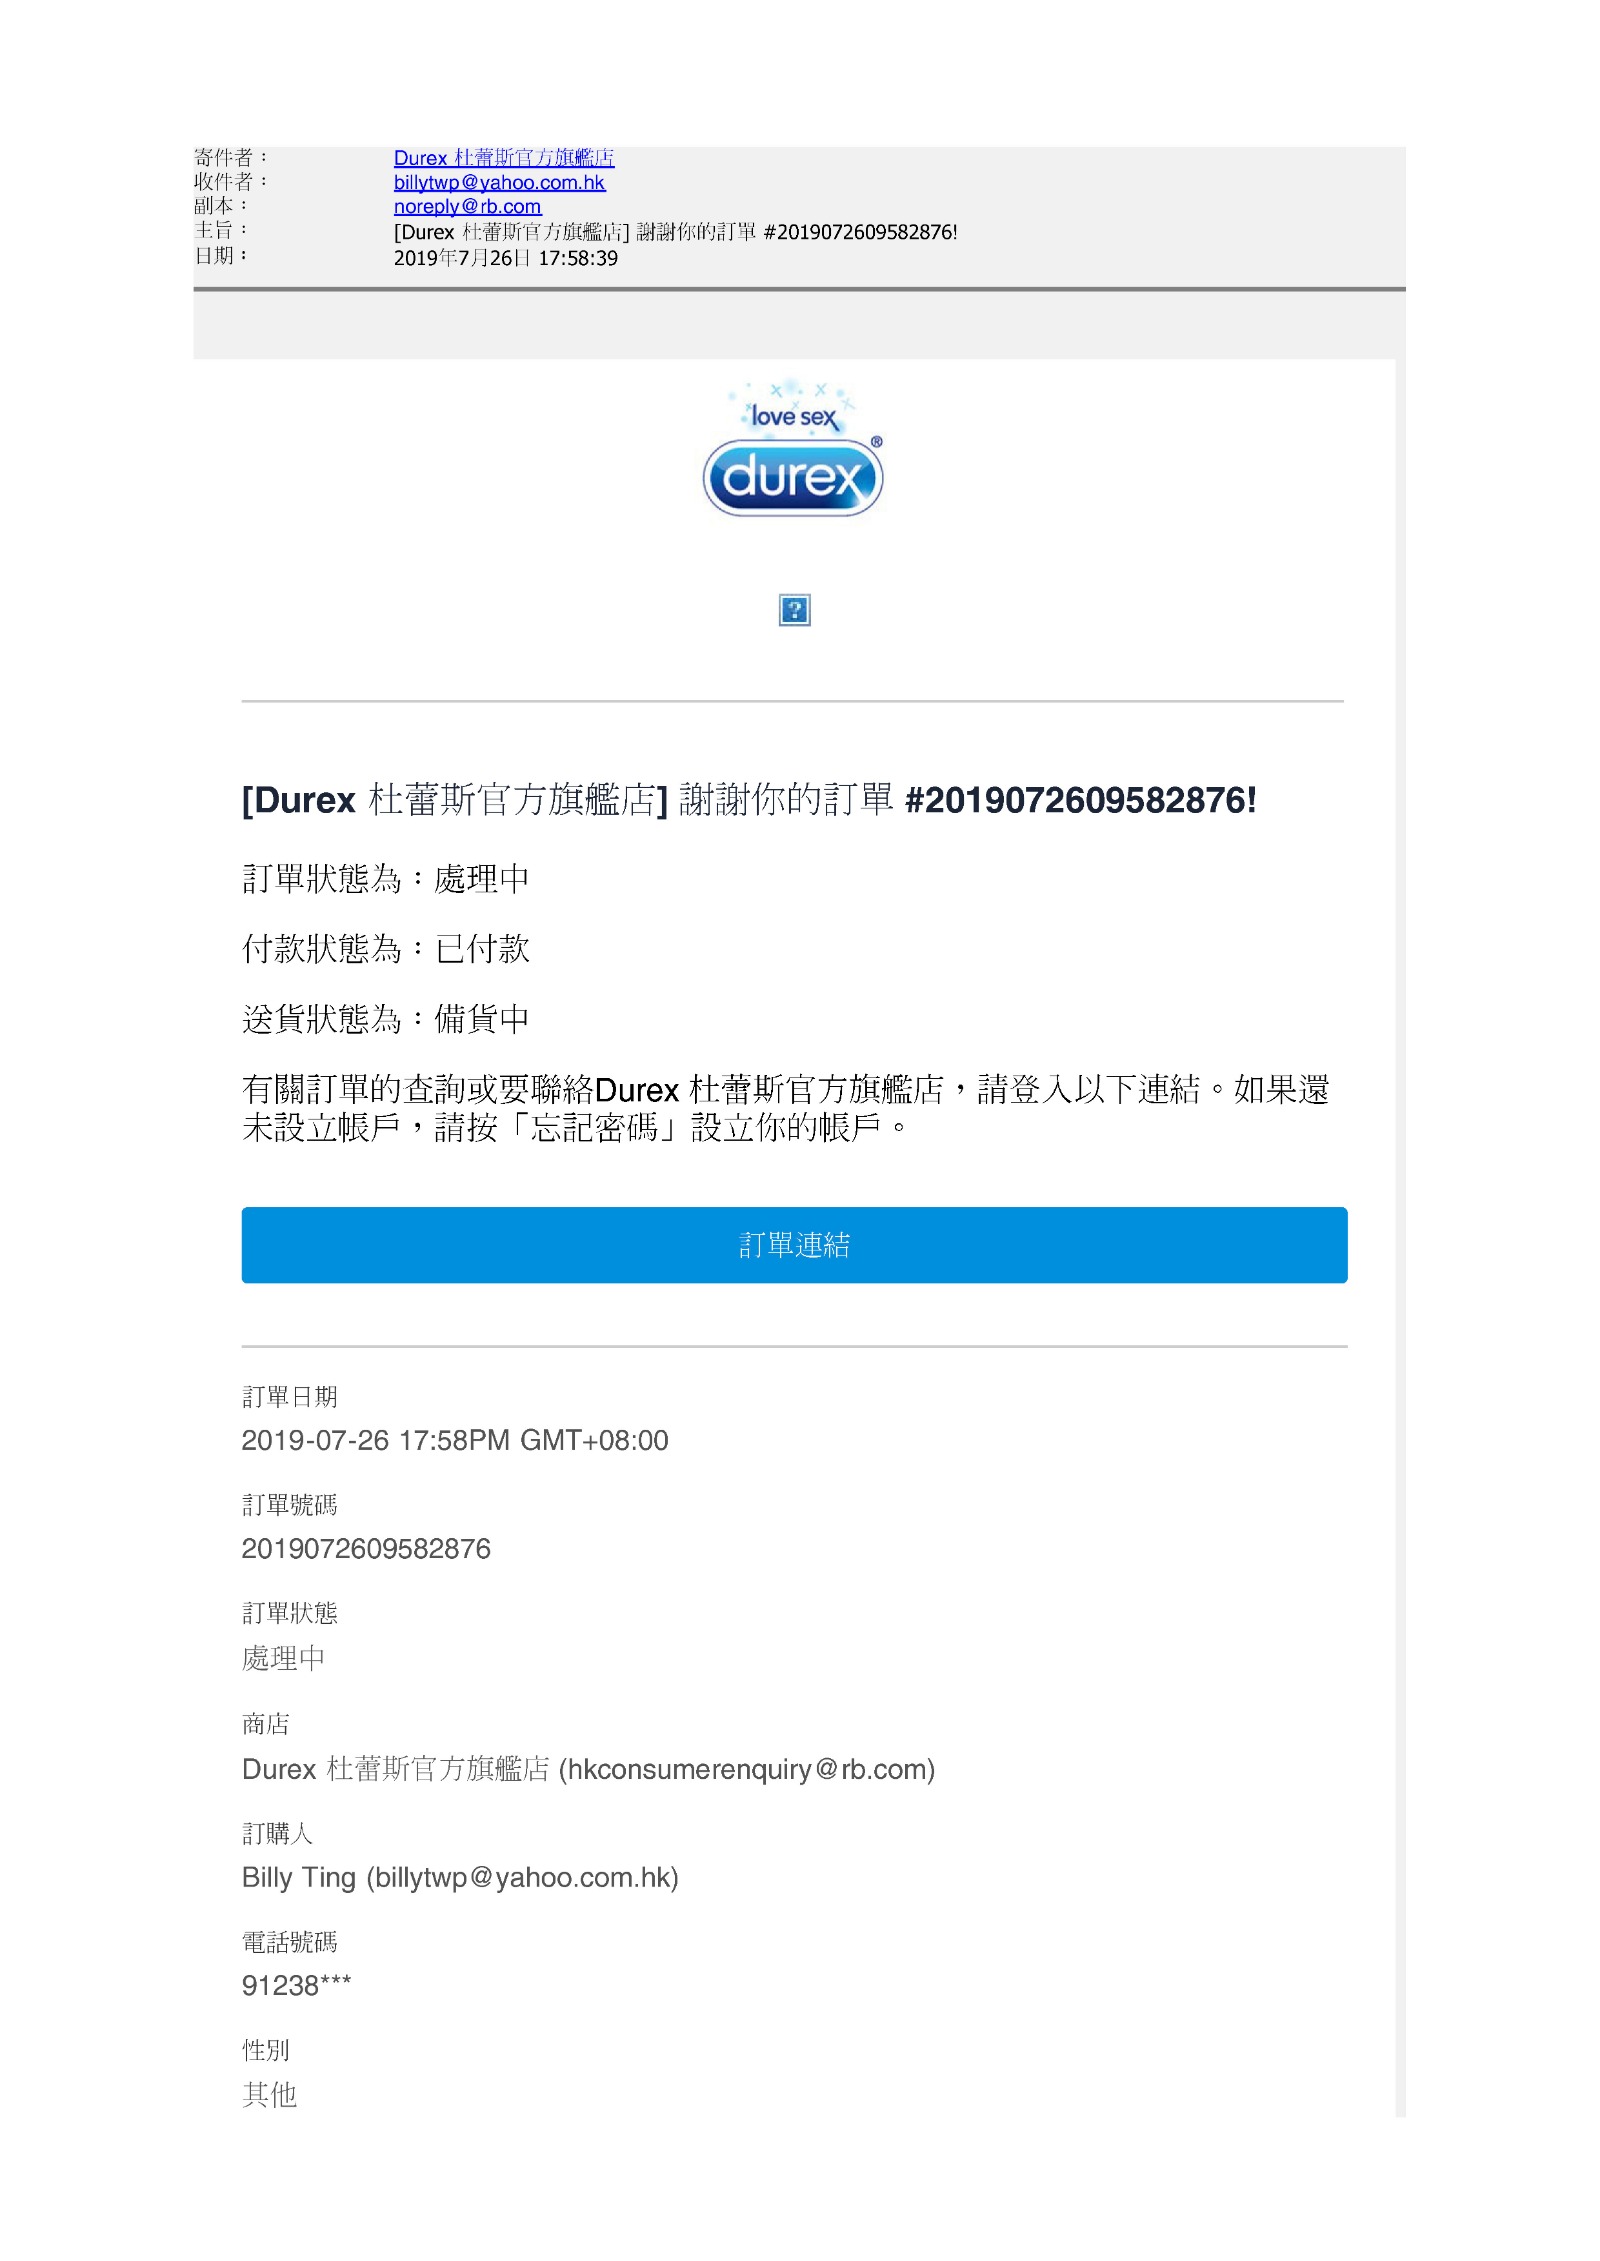 寄件者： Durex 杜蕾斯官方旗艦店
收件者： billytwp@yahoo.com.hk
副本： noreply@rb.com
主旨： [Durex 杜蕾斯官方旗艦店] 謝謝你的訂單 #2019072609582876!
日期： 2019年7月26日 17:58:39
love sex
durex®
[Durex 杜蕾斯官方旗艦店] 謝謝你的訂單 #2019072609582876!
訂單狀態為：處理中
付款狀態為：已付款
送貨狀態為：備貨中
有關訂單的查詢或要聯絡Durex 杜蕾斯官方旗艦店，請登入以下連結。如果還
未設立帳戶，請按「忘記密碼」設立你的帳戶。
訂單連結
訂單日期
2019-07-26 17:58PM GMT+08:00
訂單號碼
2019072609582876
訂單狀態
處理中
商店
Durex 杜蕾斯官方旗艦店 (hkconsumerenquiry@rb.com)
訂購人
Billy Ting (billytwp@yahoo.com.hk)
電話號碼
91238***
性別
其他